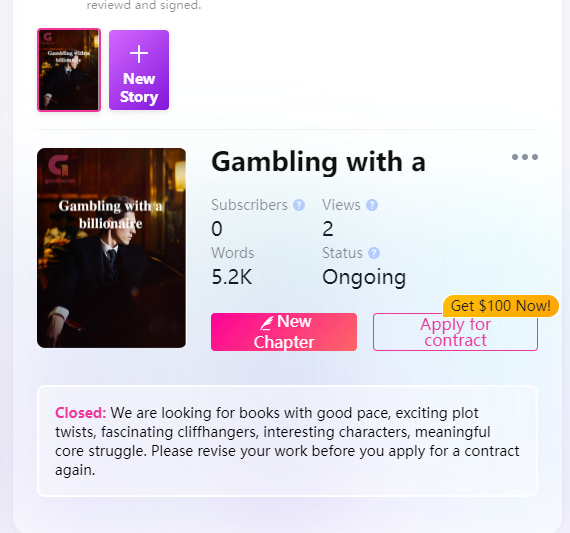 reviewd and signed.
Gambling with a
billionaire
New
Story
goodnovel
Gambling with a
billionaire
Gambling with a
Subscribers ?
Views ?
0
2
Words
Status ?
5.2K
Ongoing
Get $100 Now!
New
Chapter
Apply for
contract
Closed: We are looking for books with good pace, exciting plot
twists, fascinating cliffhangers, interesting characters, meaningful
core struggle. Please revise your work before you apply for a contract
again.